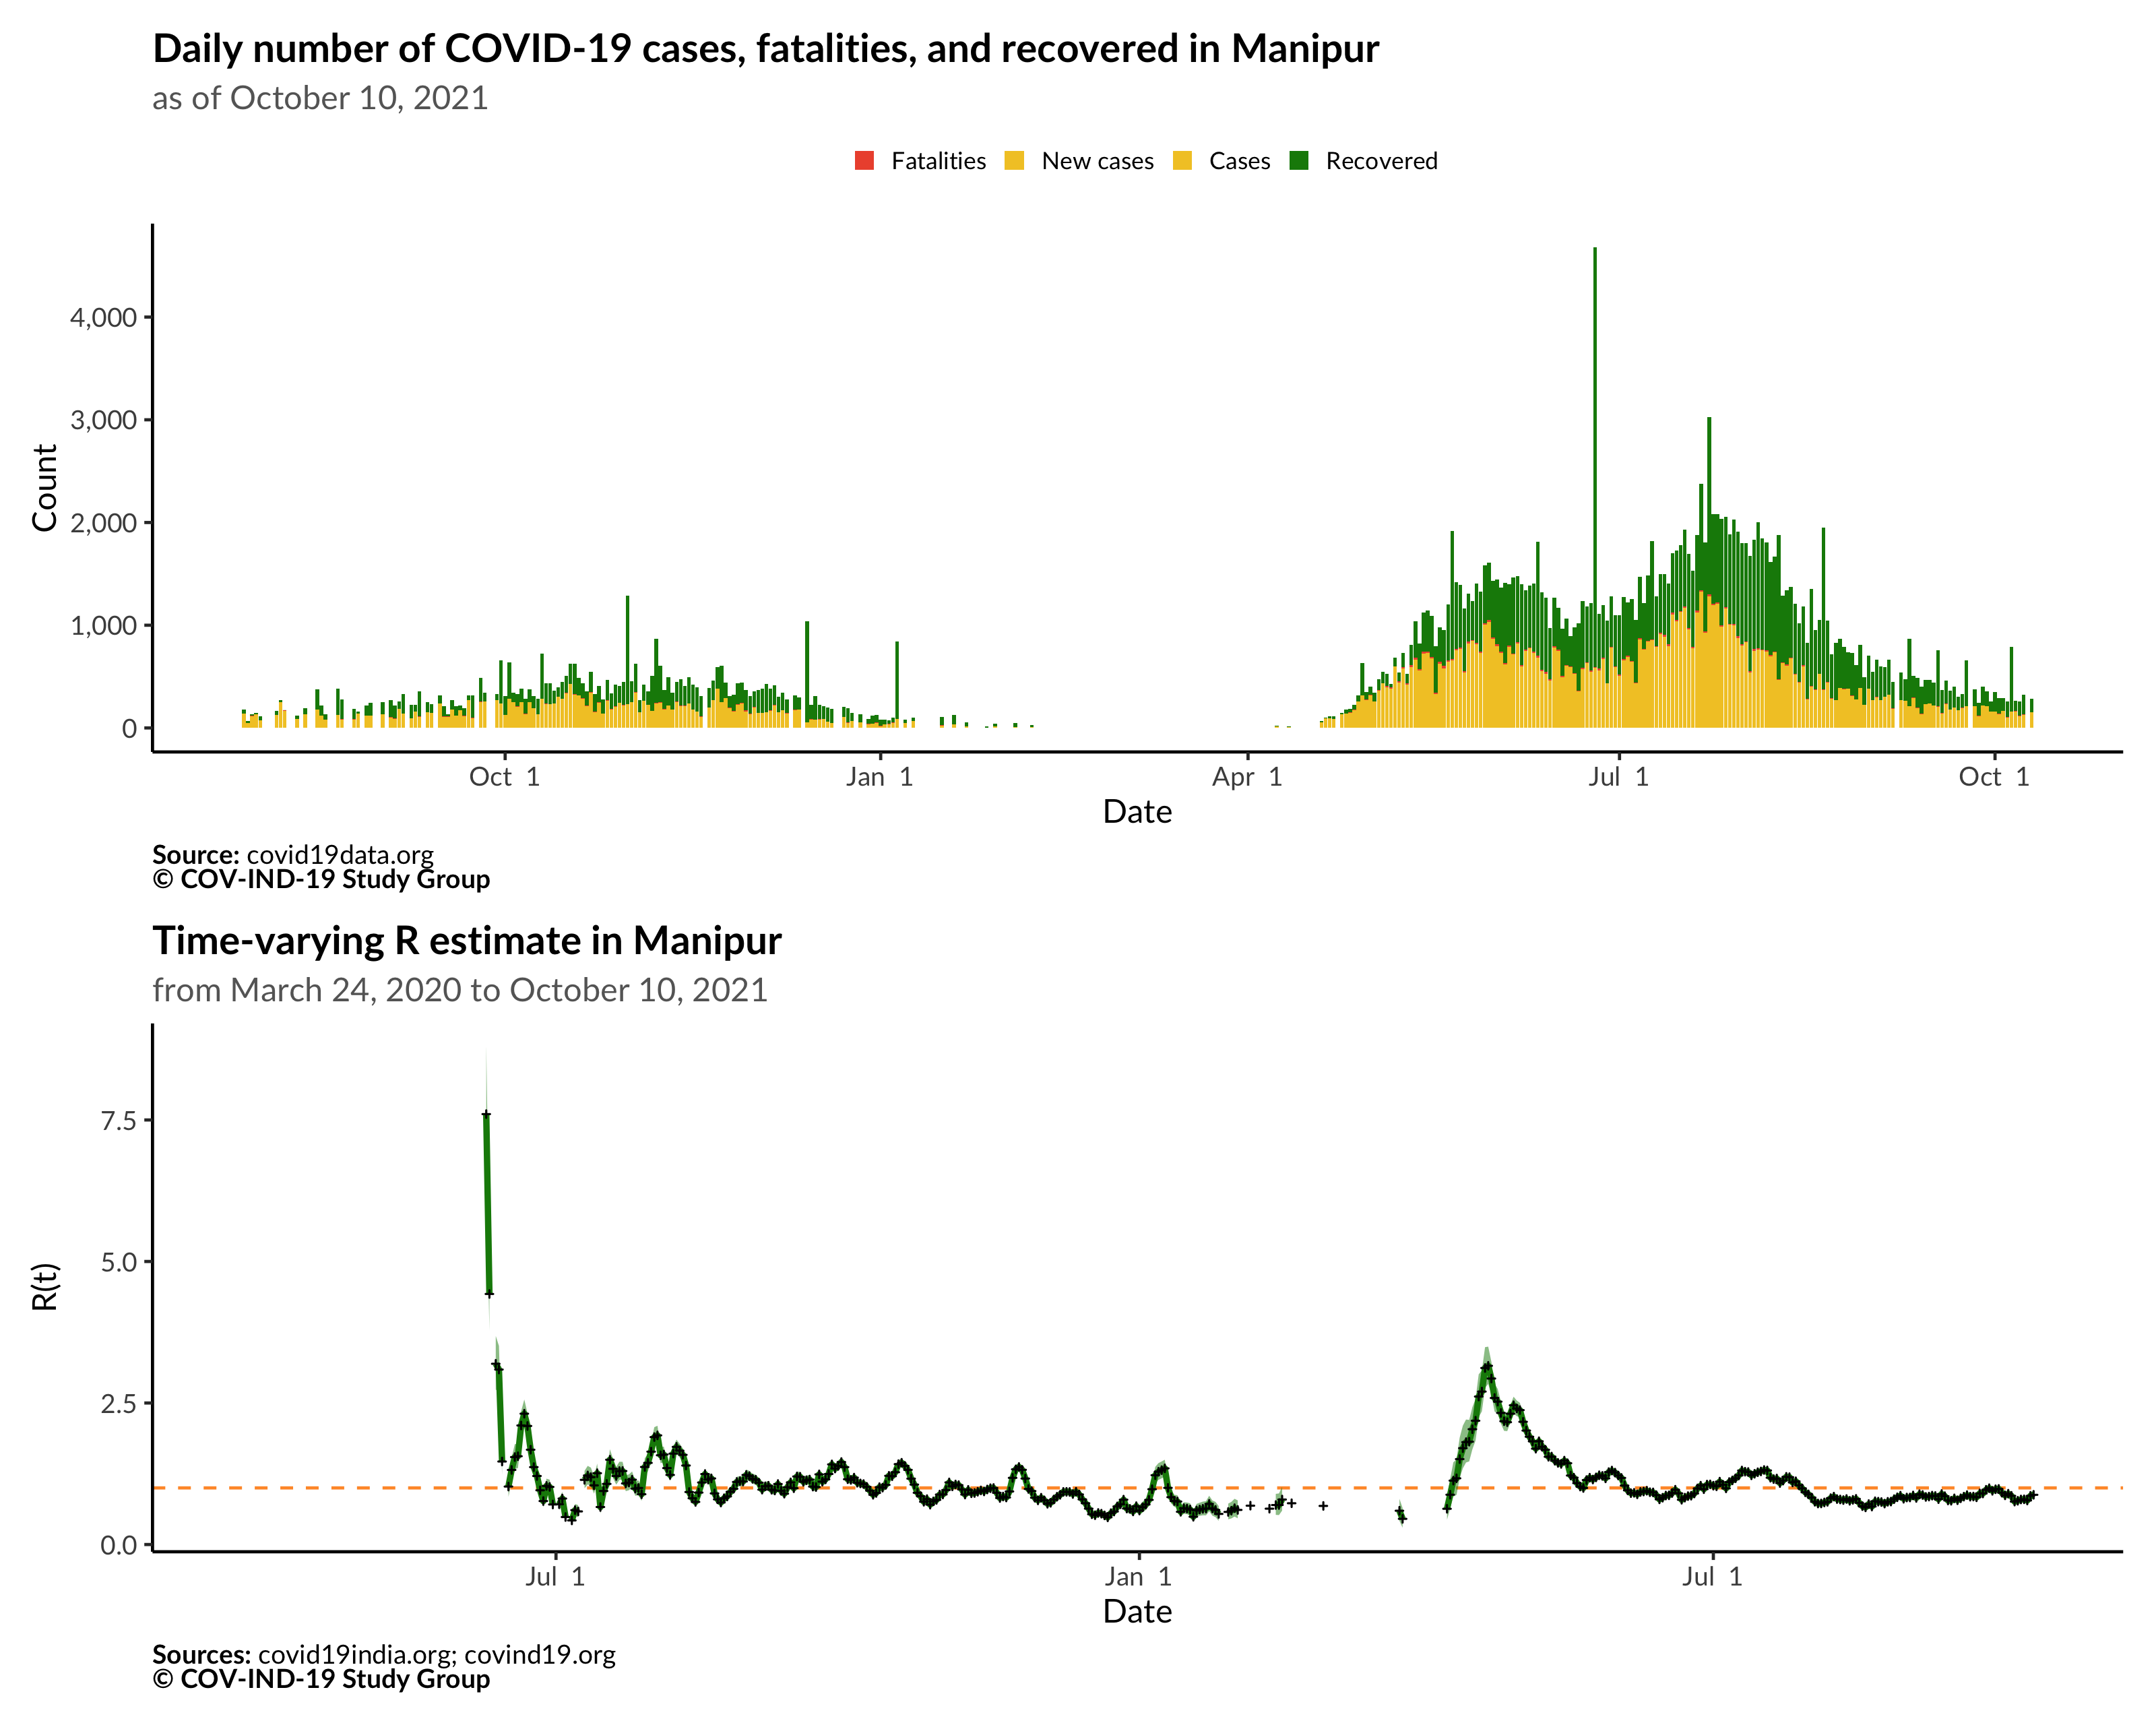 Daily number of COVID-19 cases, fatalities, and recovered in Manipur
as of October 10, 2021
Fatalities New cases Cases Recovered
Count
4,000
3,000
2,000
1,000
0
Oct 1 Jan 1 Apr 1 Jul 1 Oct 1
Date
Source: covid19data.org
© COV-IND-19 Study Group
Time-varying R estimate in Manipur
from March 24, 2020 to October 10, 2021
R(t)
7.5
5.0
2.5
0.0
Jul 1 Jan 1 Jul 1
Date
Sources: covid19india.org; covind19.org
© COV-IND-19 Study Group